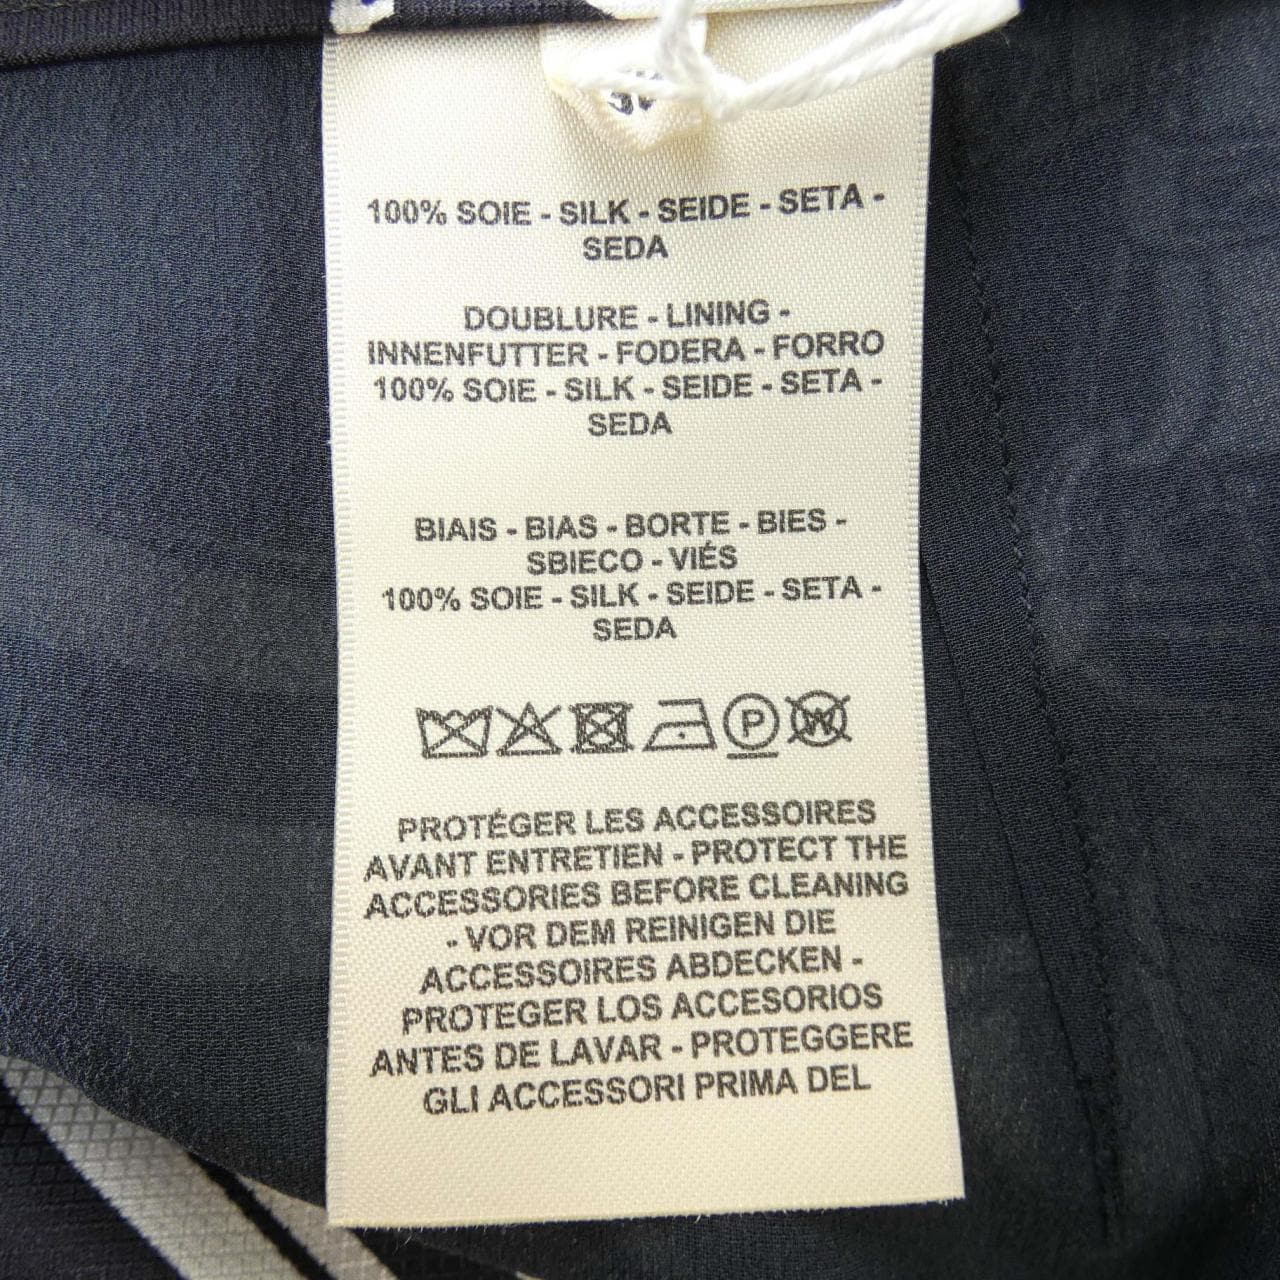 100% SOIE - SILK - SEIDE - SETA -
SEDA
DOUBLURE - LINING -
INNENFUTTER - FODERA - FORRO
100% SOIE - SILK - SEIDE - SETA -
SEDA
BIAIS - BIAS - BORTE - BIES -
SBIECO - VIÉS
100% SOIE - SILK - SEIDE - SETA -
SEDA
P W
PROTÉGER LES ACCESSOIRES
AVANT ENTRETIEN - PROTECT THE
ACCESSORIES BEFORE CLEANING
- VOR DEM REINIGEN DIE
ACCESSOIRES ABDECKEN -
PROTEGER LOS ACCESORIOS
ANTES DE LAVAR - PROTEGGERE
GLI ACCESSORI PRIMA DEL